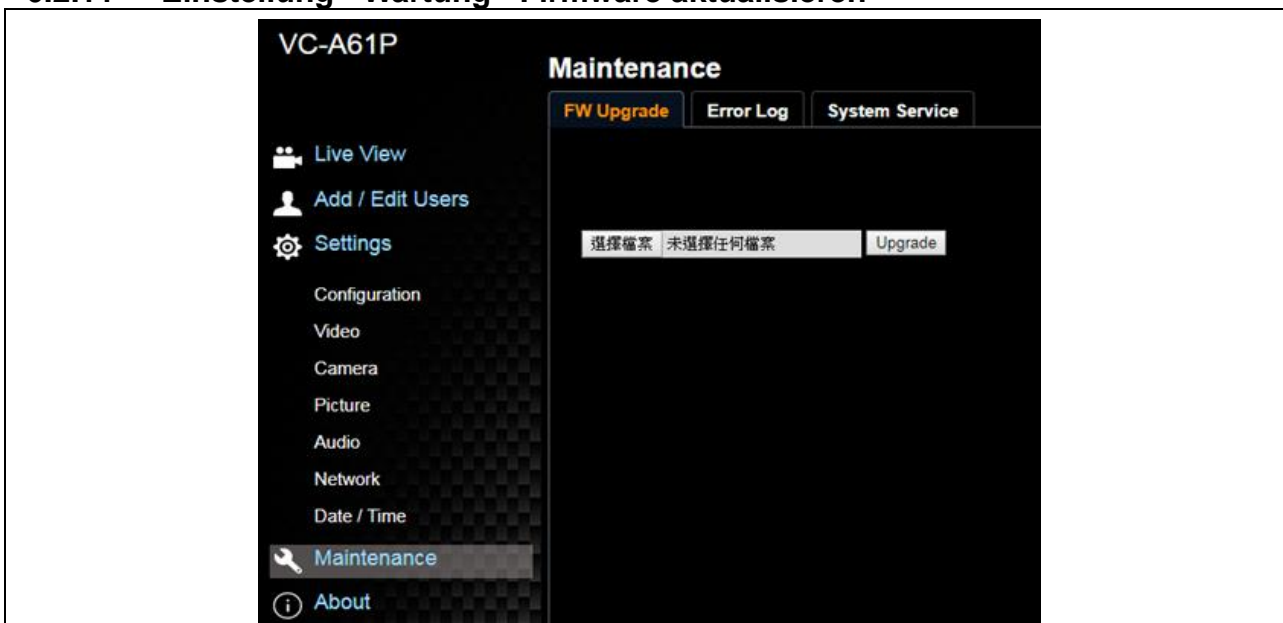 Einstellung - Wartung - Firmware aktualisieren
VC-A61P
Maintenance
FW Upgrade Error Log System Service
Live View
Add / Edit Users
Settings
選擇檔案 未選擇任何檔案 Upgrade
Configuration
Video
Camera
Picture
Audio
Network
Date / Time
Maintenance
About